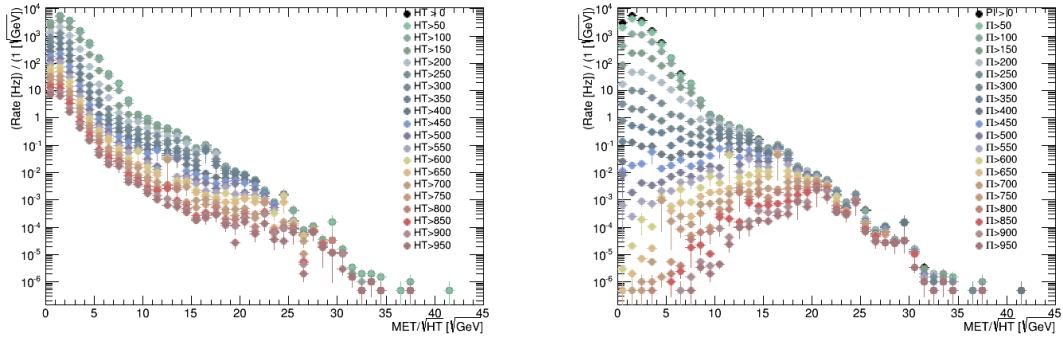 (Rate [Hz]) / (1 [√GeV])
10⁴
10³
10²
10
1
10⁻¹
10⁻²
10⁻³
10⁻⁴
10⁻⁵
10⁻⁶
0 5 10 15 20 25 30 35 40 45
MET/√HT [√GeV]
HT > 0
HT>50
HT>100
HT>150
HT>200
HT>250
HT>300
HT>350
HT>400
HT>450
HT>500
HT>550
HT>600
HT>650
HT>700
HT>750
HT>800
HT>850
HT>900
HT>950
(Rate [Hz]) / (1 [√GeV])
10⁴
10³
10²
10
1
10⁻¹
10⁻²
10⁻³
10⁻⁴
10⁻⁵
10⁻⁶
0 5 10 15 20 25 30 35 40 45
MET/√HT [√GeV]
PI > 0
Π>50
Π>100
Π>150
Π>200
Π>250
Π>300
Π>350
Π>400
Π>450
Π>500
Π>550
Π>600
Π>650
Π>700
Π>750
Π>800
Π>850
Π>900
Π>950